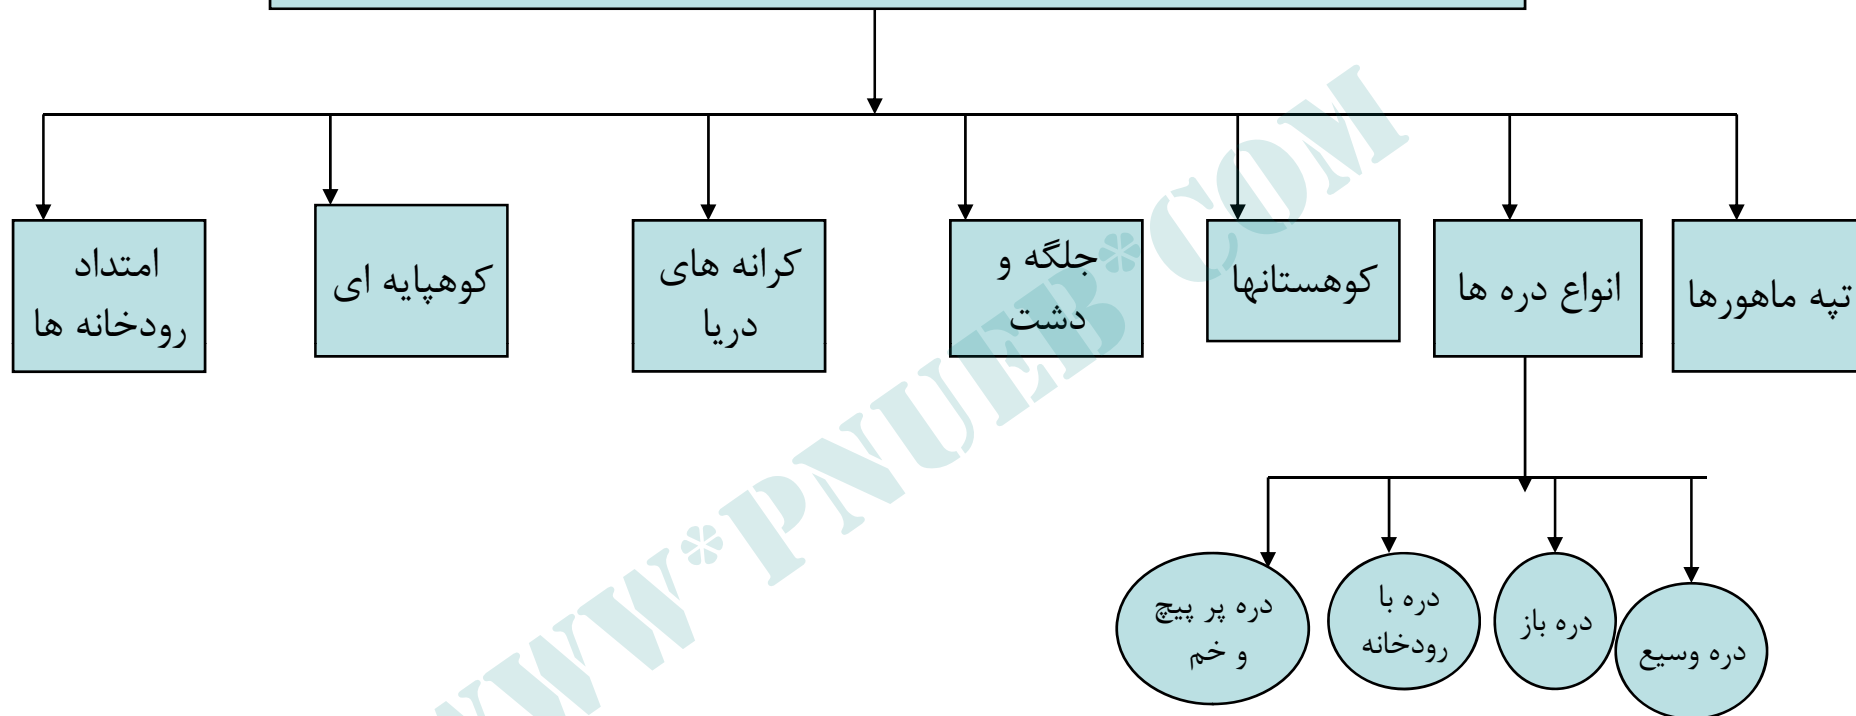 تپه ماهورها
انواع دره ها
کوهستانها
جلگه و
دشت
کرانه های
دریا
کوهپایه ای
امتداد
رودخانه ها
دره وسیع
دره باز
دره با
رودخانه
دره پر پیچ
و خم
WWW*PNUEB*COM